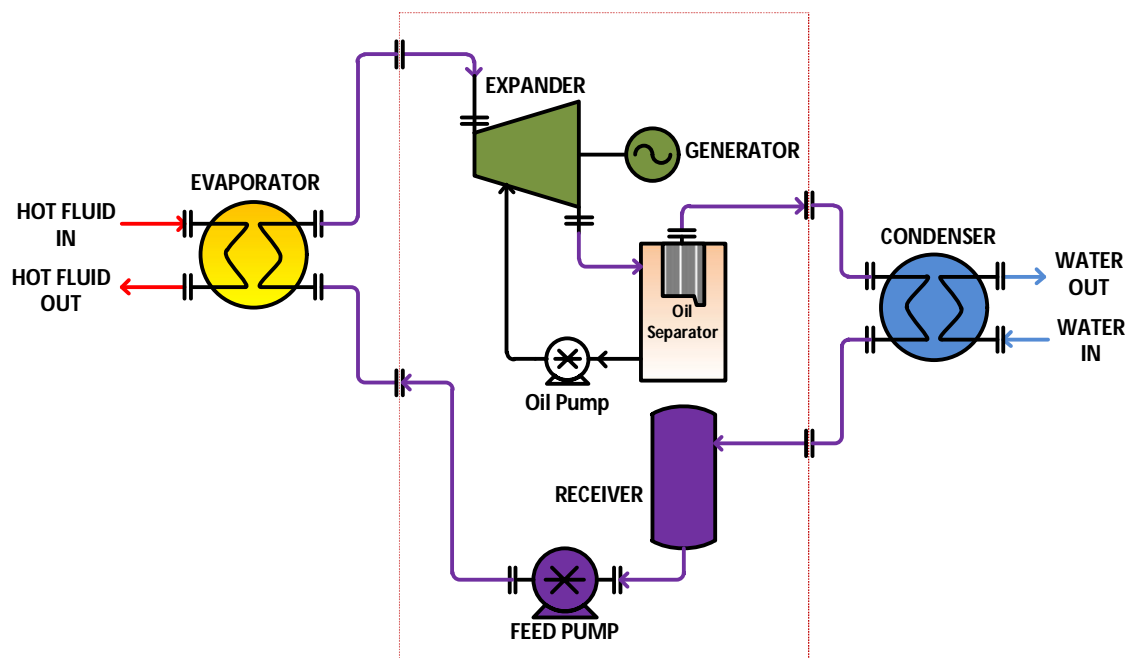 EXPANDER
GENERATOR
EVAPORATOR
HOT FLUID
IN
HOT FLUID
OUT
CONDENSER
WATER
OUT
WATER
IN
Oil
Separator
Oil Pump
RECEIVER
FEED PUMP